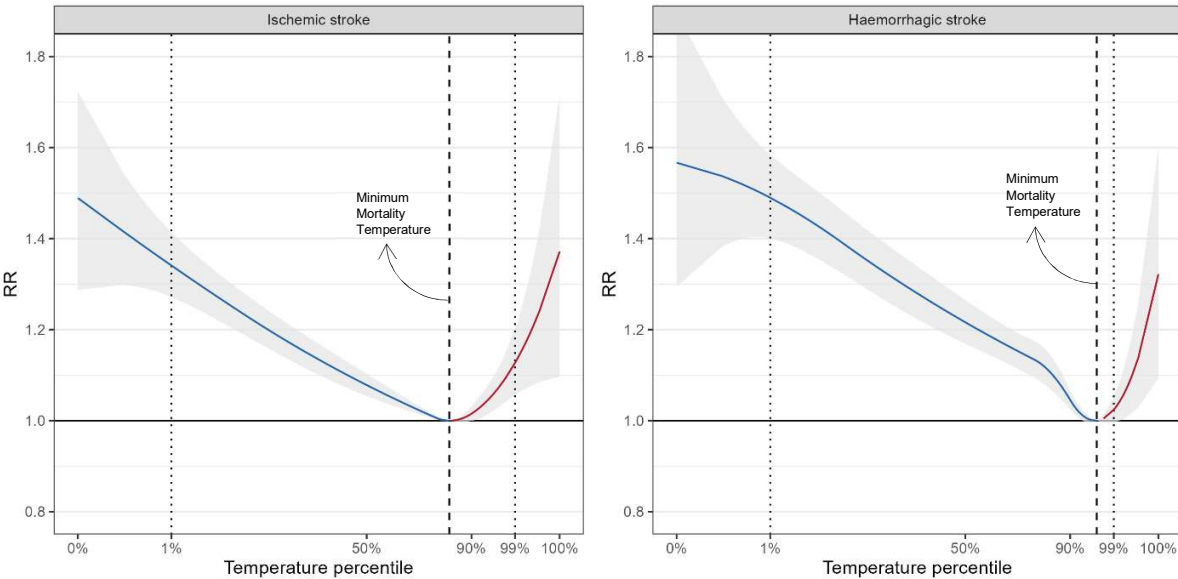 Ischemic stroke
RR
1.8
1.6
1.4
1.2
1.0
0.8
Minimum
Mortality
Temperature
0% 1% 50% 90% 99% 100%
Temperature percentile
Haemorrhagic stroke
RR
1.8
1.6
1.4
1.2
1.0
0.8
Minimum
Mortality
Temperature
0% 1% 50% 90% 99% 100%
Temperature percentile